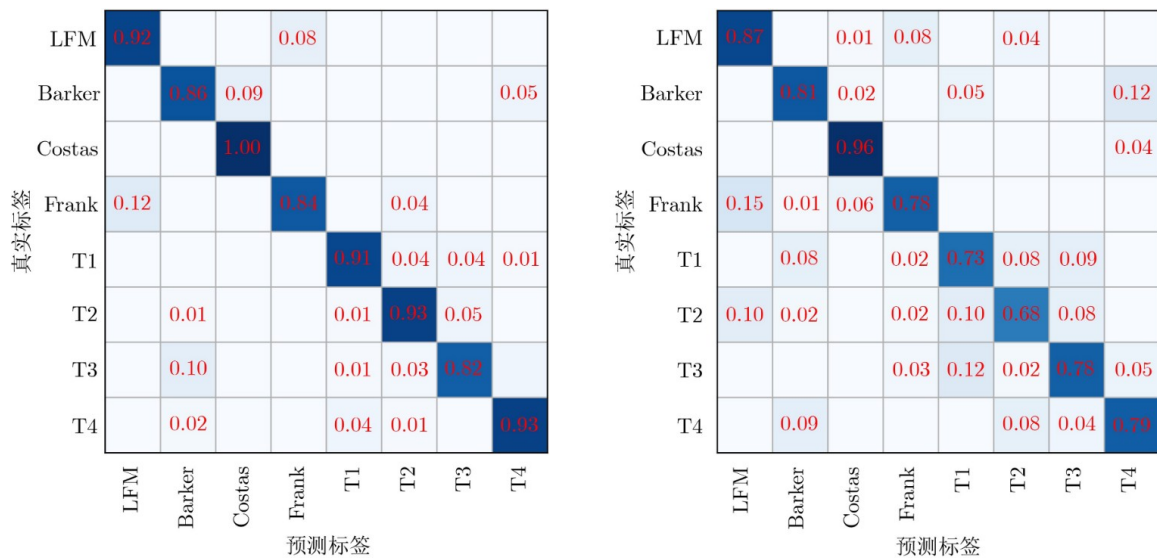 LFM 0.92 0.08
Barker 0.86 0.09 0.05
Costas 1.00
Frank 0.12 0.84 0.04
T1 0.91 0.04 0.04 0.01
T2 0.01 0.01 0.93 0.05
T3 0.10 0.01 0.03 0.82
T4 0.02 0.04 0.01 0.93
真实标签
LFM Barker Costas Frank T1 T2 T3 T4
预测标签
LFM 0.87 0.01 0.08 0.04
Barker 0.81 0.02 0.05 0.12
Costas 0.96 0.04
Frank 0.15 0.01 0.06 0.78
T1 0.08 0.02 0.73 0.08 0.09
T2 0.10 0.02 0.02 0.10 0.68 0.08
T3 0.03 0.12 0.02 0.78 0.05
T4 0.09 0.08 0.04 0.79
真实标签
LFM Barker Costas Frank T1 T2 T3 T4
预测标签